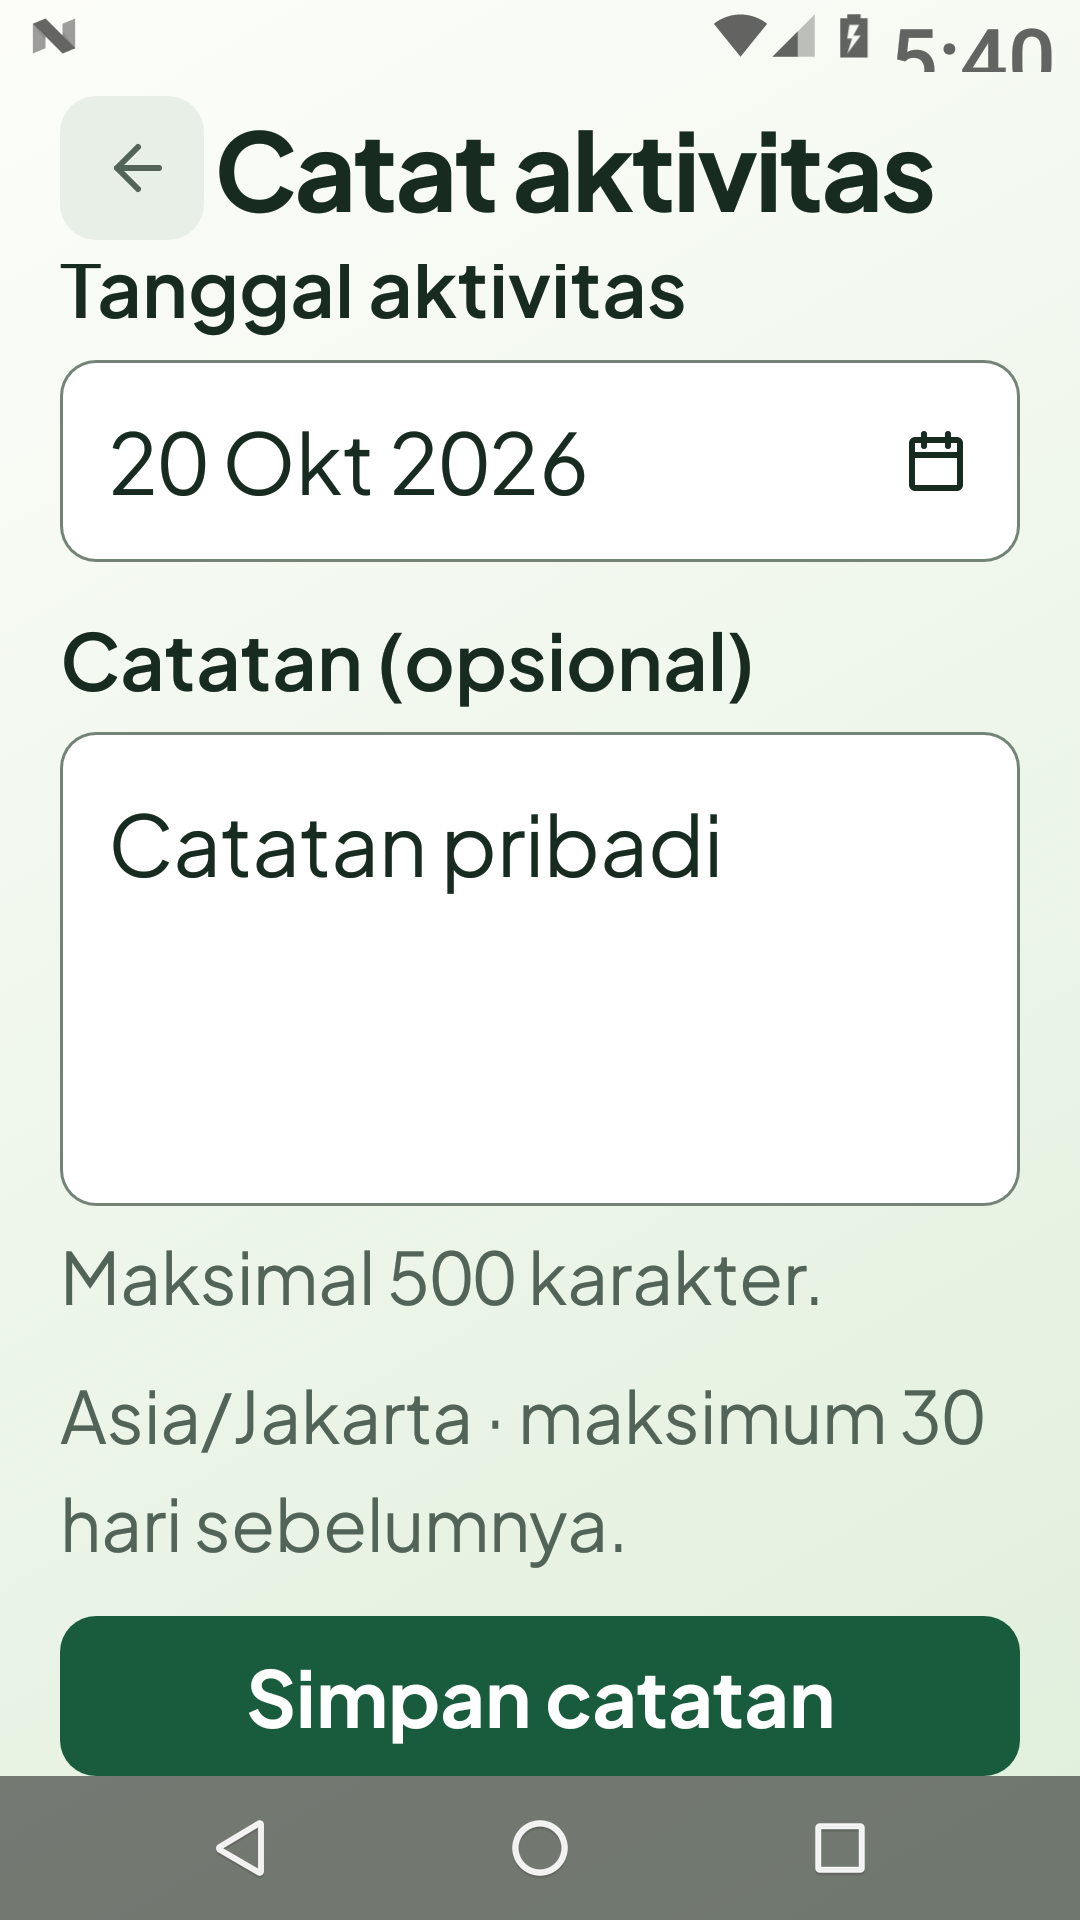 5:40
Catat aktivitas
Tanggal aktivitas
20 Okt 2026
Catatan (opsional)
Catatan pribadi
Maksimal 500 karakter.
Asia/Jakarta · maksimum 30
hari sebelumnya.
Simpan catatan